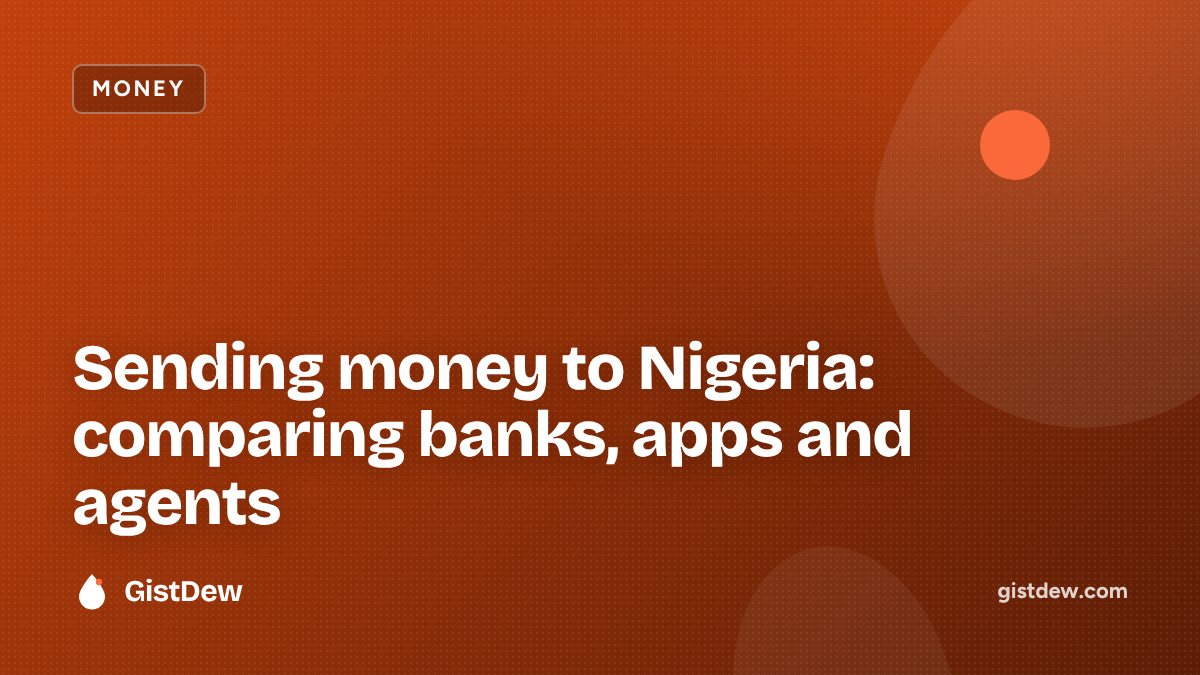 MONEY
Sending money to Nigeria:
comparing banks, apps and
agents
GistDew
gistdew.com